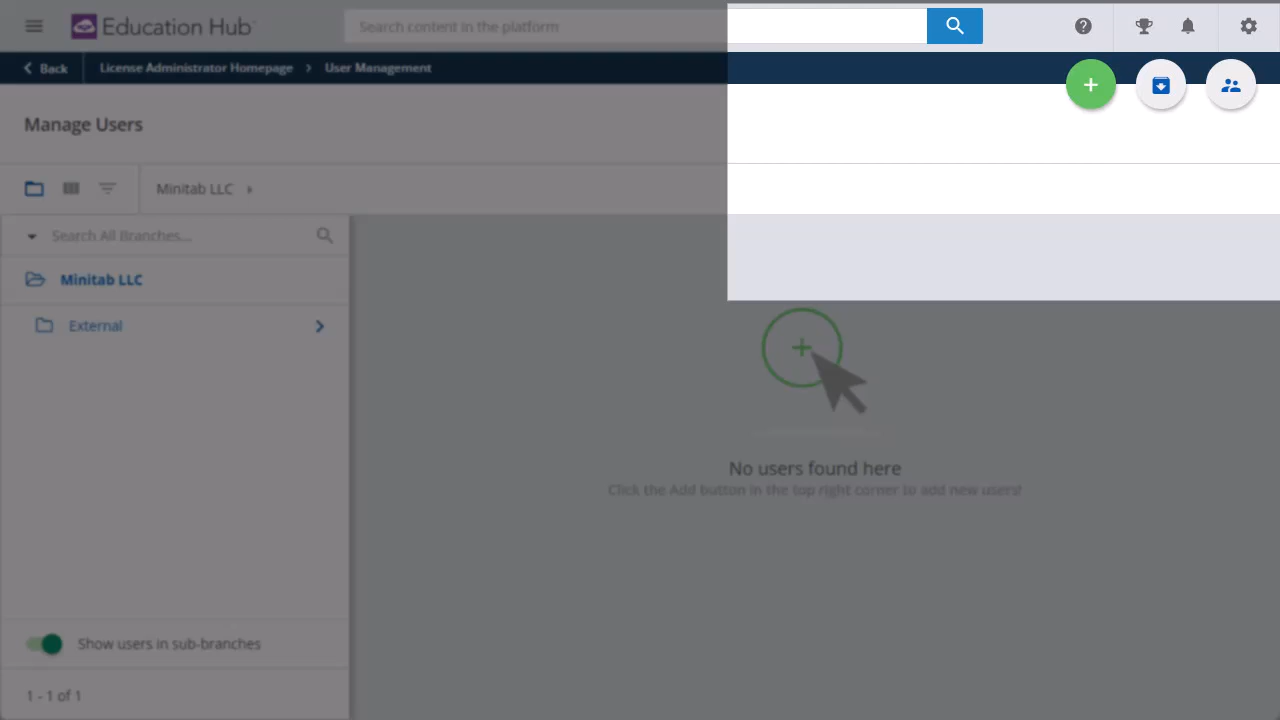 Education Hub
Search content in the platform
Back
License Administrator Homepage > User Management
Manage Users
Minitab LLC
Search All Branches...
Minitab LLC
External
No users found here
Click the Add button in the top right corner to add new users!
Show users in sub-branches
1 - 1 of 1